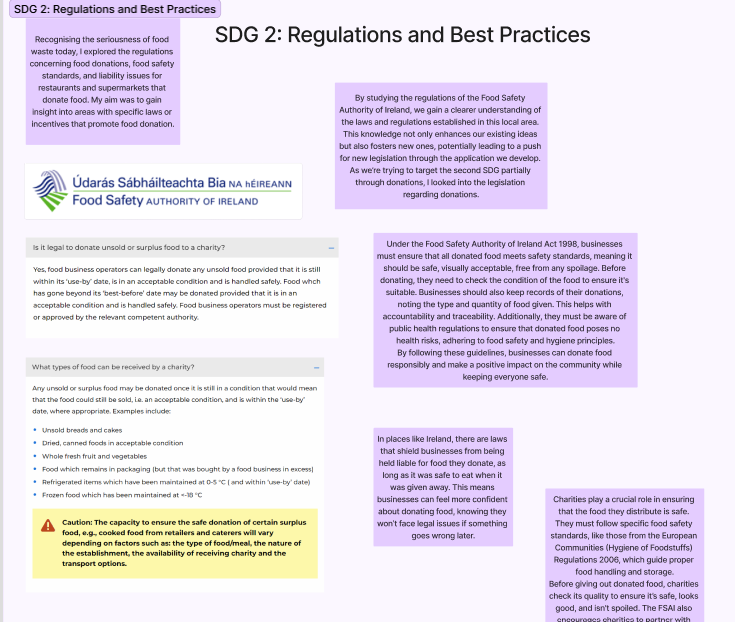 SDG 2: Regulations and Best Practices
SDG 2: Regulations and Best Practices
Recognising the seriousness of food
waste today, I explored the regulations
concerning food donations, food safety
standards, and liability issues for
restaurants and supermarkets that
donate food. My aim was to gain
insight into areas with specific laws or
incentives that promote food donation.
By studying the regulations of the Food Safety
Authority of Ireland, we gain a clearer understanding of
the laws and regulations established in this local area.
This knowledge not only enhances our existing ideas
but also fosters new ones, potentially leading to a push
for new legislation through the application we develop.
As we're trying to target the second SDG partially
through donations, I looked into the legislation
regarding donations.
Údarás Sábháilteachta Bia NA hÉIREANN
Food Safety AUTHORITY OF IRELAND
Is it legal to donate unsold or surplus food to a charity?
Yes, food business operators can legally donate any unsold food provided that it is still
within its 'use-by' date, is in an acceptable condition and is handled safely. Food which
has gone beyond its 'best-before' date may be donated provided that it is in an
acceptable condition and is handled safely. Food business operators must be registered
or approved by the relevant competent authority.
Under the Food Safety Authority of Ireland Act 1998, businesses
must ensure that all donated food meets safety standards, meaning it
should be safe, visually acceptable, free from any spoilage. Before
donating, they need to check the condition of the food to ensure it's
suitable. Businesses should also keep records of their donations,
noting the type and quantity of food given. This helps with
accountability and traceability. Additionally, they must be aware of
public health regulations to ensure that donated food poses no
health risks, adhering to food safety and hygiene principles.
By following these guidelines, businesses can donate food
responsibly and make a positive impact on the community while
keeping everyone safe.
What types of food can be received by a charity?
Any unsold or surplus food may be donated once it is still in a condition that would mean
that the food could still be sold, i.e. an acceptable condition, and is within the 'use-by'
date, where appropriate. Examples include:
• Unsold breads and cakes
• Dried, canned foods in acceptable condition
• Whole fresh fruit and vegetables
• Food which remains in packaging (but that was bought by a food business in excess)
• Refrigerated items which have been maintained at 0-5 °C ( and within 'use-by' date)
• Frozen food which has been maintained at <-18 °C
Caution: The capacity to ensure the safe donation of certain surplus
food, e.g., cooked food from retailers and caterers will vary
depending on factors such as: the type of food/meal, the nature of
the establishment, the availability of receiving charity and the
transport options.
In places like Ireland, there are laws
that shield businesses from being
held liable for food they donate, as
long as it was safe to eat when it
was given away. This means
businesses can feel more confident
about donating food, knowing they
won't face legal issues if something
goes wrong later.
Charities play a crucial role in ensuring
that the food they distribute is safe.
They must follow specific food safety
standards, like those from the European
Communities (Hygiene of Foodstuffs)
Regulations 2006, which guide proper
food handling and storage.
Before giving out donated food, charities
check its quality to ensure it's safe, looks
good, and isn't spoiled. The FSAI also
encourages charities to partner with